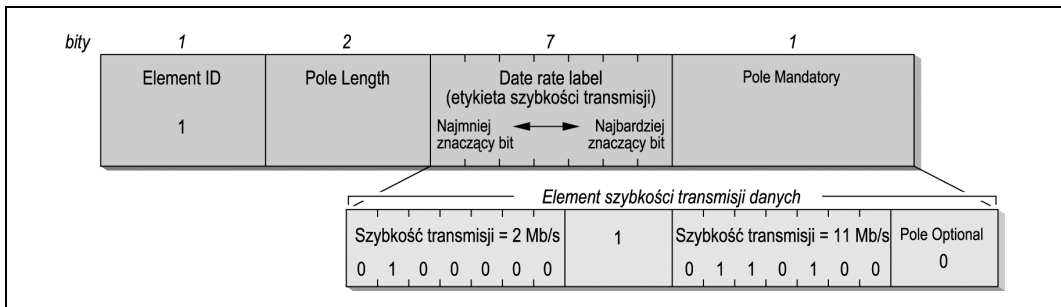 bity 1 2 7 1
Element ID Pole Length Date rate label Pole Mandatory
(etykieta szybkości transmisji)
1 Najmniej Najbardziej
znaczący bit znaczący bit
Element szybkości transmisji danych
Szybkość transmisji = 2 Mb/s 1 Szybkość transmisji = 11 Mb/s Pole Optional
0 1 0 0 0 0 0 0 1 1 0 1 0 0 0